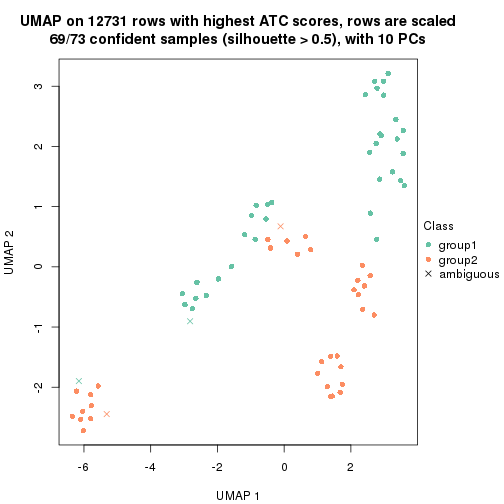 UMAP on 12731 rows with highest ATC scores, rows are scaled
69/73 confident samples (silhouette > 0.5), with 10 PCs
3
2
1
0
-1
-2
UMAP 2
-6
-4
-2
0
2
UMAP 1
Class
group1
group2
ambiguous